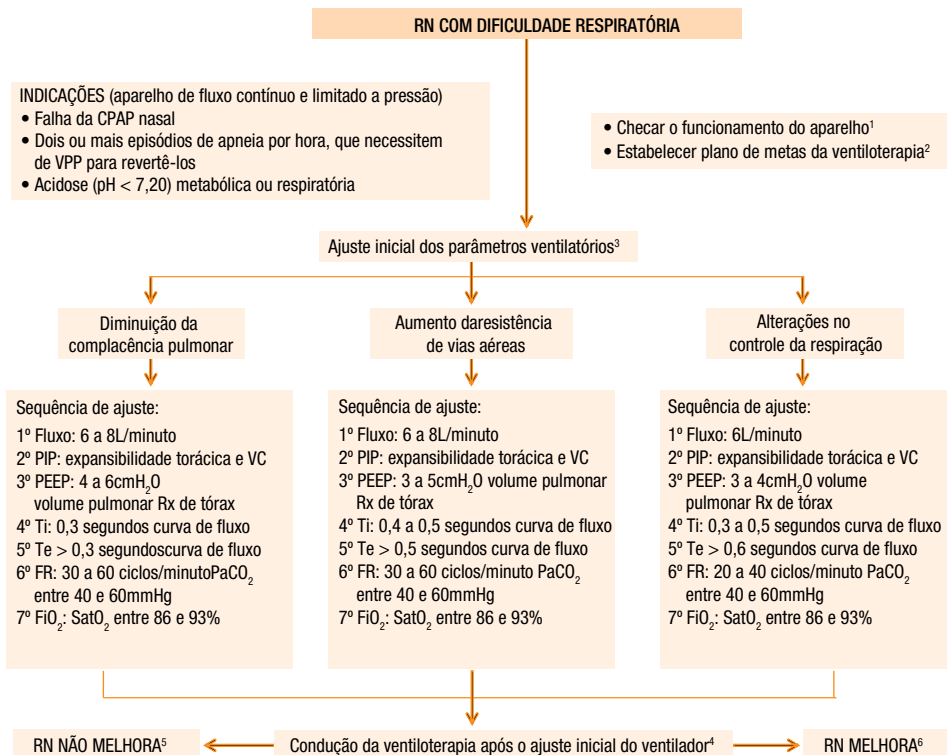 RN COM DIFICULDADE RESPIRATÓRIA
INDICAÇÕES (aparelho de fluxo contínuo e limitado a pressão)
• Falha da CPAP nasal
• Dois ou mais episódios de apneia por hora, que necessitem
de VPP para revertê-los
• Acidose (pH < 7,20) metabólica ou respiratória
• Checar o funcionamento do aparelho¹
• Estabelecer plano de metas da ventiloterapia²
Ajuste inicial dos parâmetros ventilatórios³
Diminuição da
complacência pulmonar
Sequência de ajuste:
1º Fluxo: 6 a 8L/minuto
2º PIP: expansibilidade torácica e VC
3º PEEP: 4 a 6cmH₂O
volume pulmonar Rx de tórax
4º Ti: 0,3 segundos curva de fluxo
5º Te > 0,3 segundoscurva de fluxo
6º FR: 30 a 60 ciclos/minutoPaCO₂
entre 40 e 60mmHg
7º FiO₂: SatO₂ entre 86 e 93%
Aumento daresistência
de vias aéreas
Sequência de ajuste:
1º Fluxo: 6 a 8L/minuto
2º PIP: expansibilidade torácica e VC
3º PEEP: 3 a 5cmH₂O volume pulmonar
Rx de tórax
4º Ti: 0,4 a 0,5 segundos curva de fluxo
5º Te > 0,5 segundos curva de fluxo
6º FR: 30 a 60 ciclos/minuto PaCO₂
entre 40 e 60mmHg
7º FiO₂: SatO₂ entre 86 e 93%
Alterações no
controle da respiração
Sequência de ajuste:
1º Fluxo: 6L/minuto
2º PIP: expansibilidade torácica e VC
3º PEEP: 3 a 4cmH₂O volume
pulmonar Rx de tórax
4º Ti: 0,3 a 0,5 segundos curva de fluxo
5º Te > 0,6 segundos curva de fluxo
6º FR: 20 a 40 ciclos/minuto PaCO₂
entre 40 e 60mmHg
7º FiO₂: SatO₂ entre 86 e 93%
RN NÃO MELHORA⁵
Condução da ventiloterapia após o ajuste inicial do ventilador⁴
RN MELHORA⁶